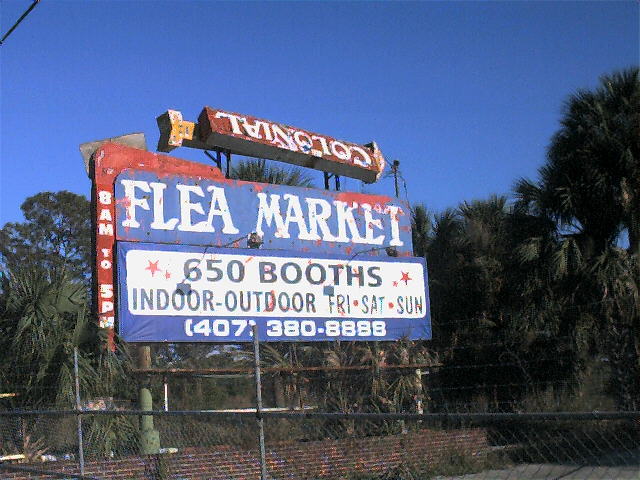 COLONIAL
FLEA MARKET
8AM TO 5PM
650 BOOTHS
INDOOR-OUTDOOR FRI•SAT•SUN
(407) 380-8888